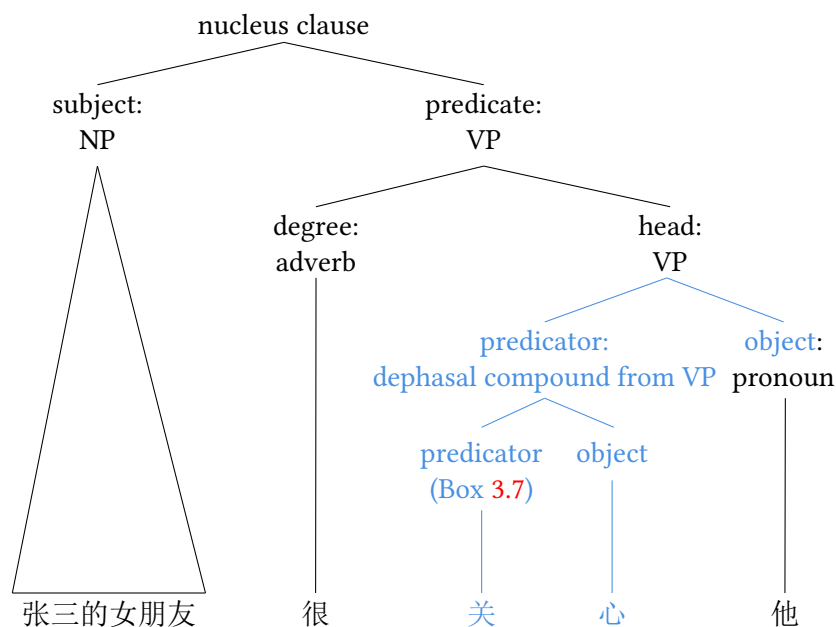 nucleus clause
subject: predicate:
NP VP
degree: head:
adverb VP
predicator: object:
dephasal compound from VP pronoun
predicator object
(Box 3.7)
张三的女朋友 很 关 心 他